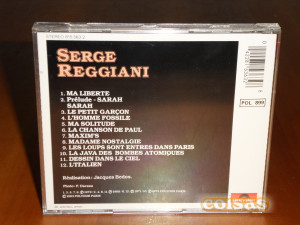 SERGE
REGGIANI
1. MA LIBERTE
2. Prélude - SARAH
SARAH
3. LE PETIT GARÇON
4. L'HOMME FOSSILE
5. MA SOLITUDE
6. LA CHANSON DE PAUL
7. MAXIM'S
8. MADAME NOSTALGIE
9. LES LOUPS SONT ENTRES DANS PARIS
10. LA JAVA DES BOMBES ATOMIQUES
11. DESSIN DANS LE CIEL
12. L'ITALIEN
Réalisation : Jacques Bedos.
POL 899
coisas